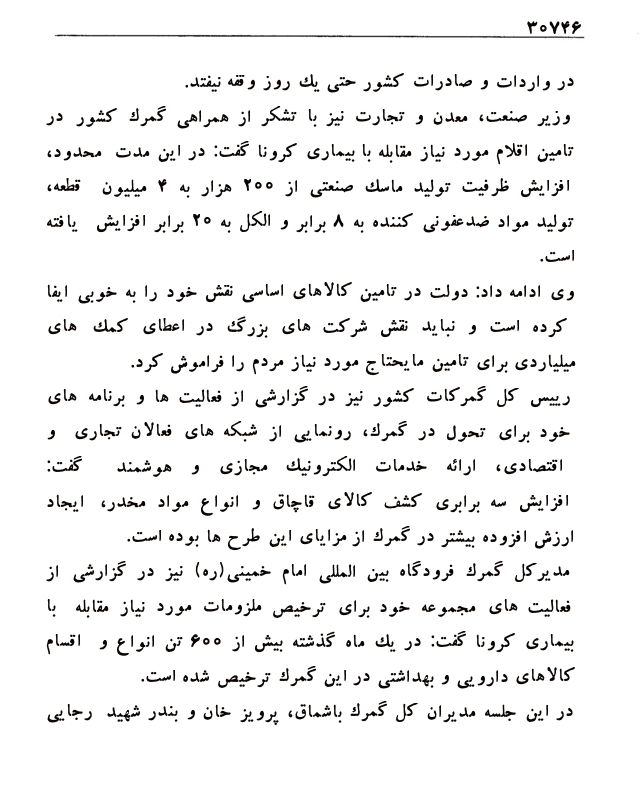 ۳۰۷۴۶
در واردات و صادرات کشور حتی یك روز وقفه نیفتد.
وزیر صنعت، معدن و تجارت نیز با تشکر از همراهی گمرك کشور در
تامین اقلام مورد نیاز مقابله با بیماری کرونا گفت: در این مدت محدود،
افزایش ظرفیت تولید ماسك صنعتی از ۲۰۰ هزار به ۴ میلیون قطعه،
تولید مواد ضدعفونی کننده به ۸ برابر و الکل به ۲۰ برابر افزایش یافته
است.
وی ادامه داد: دولت در تامین کالاهای اساسی نقش خود را به خوبی ایفا
کرده است و نباید نقش شرکت های بزرگ در اعطای کمك های
میلیاردی برای تامین مایحتاج مورد نیاز مردم را فراموش کرد.
رییس کل گمرکات کشور نیز در گزارشی از فعالیت ها و برنامه های
خود برای تحول در گمرك، رونمایی از شبکه های فعالان تجاری و
اقتصادی، ارائه خدمات الکترونیك مجازی و هوشمند گفت:
افزایش سه برابری کشف کالای قاچاق و انواع مواد مخدر، ایجاد
ارزش افزوده بیشتر در گمرك از مزایای این طرح ها بوده است.
مدیرکل گمرك فرودگاه بین المللی امام خمینی(ره) نیز در گزارشی از
فعالیت های مجموعه خود برای ترخیص ملزومات مورد نیاز مقابله با
بیماری کرونا گفت: در یك ماه گذشته بیش از ۶۰۰ تن انواع و اقسام
کالاهای دارویی و بهداشتی در این گمرك ترخیص شده است.
در این جلسه مدیران کل گمرك باشماق، پرویز خان و بندر شهید رجایی